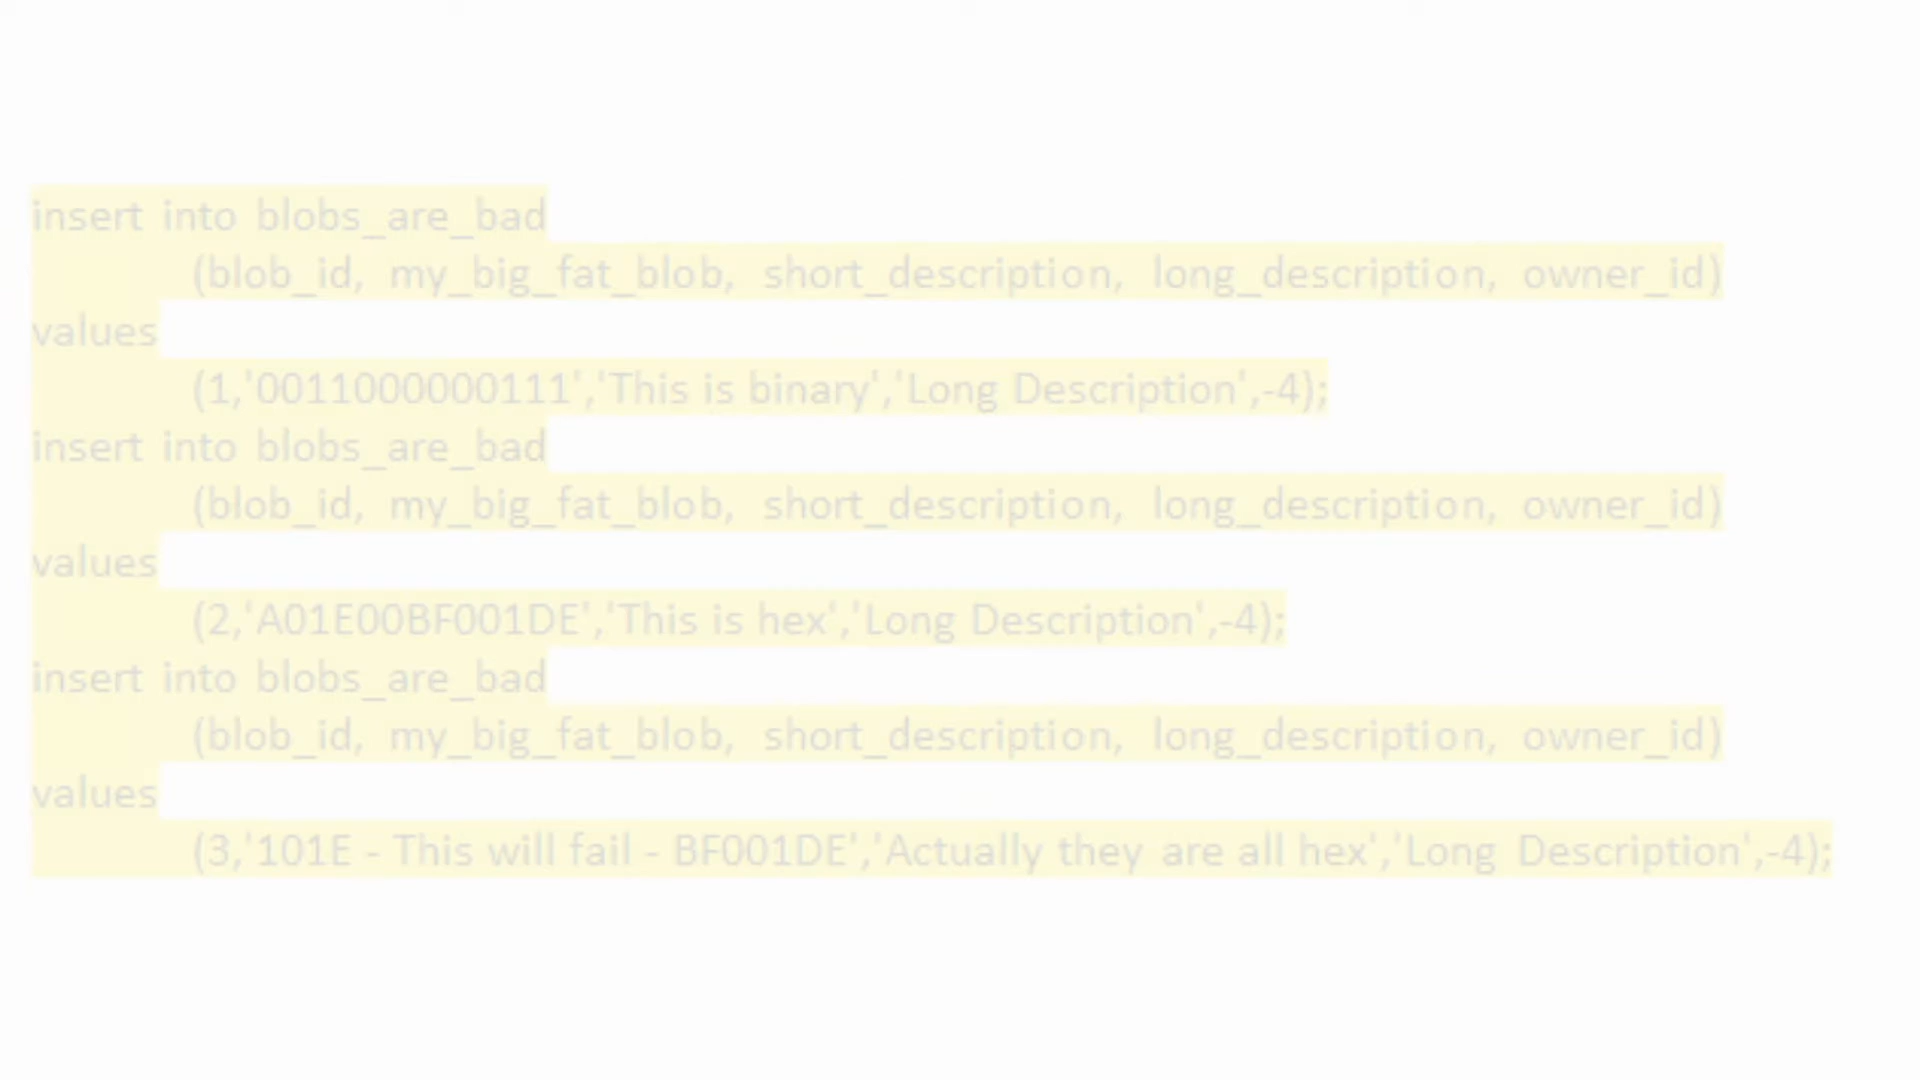 insert into blobs_are_bad
(blob_id, my_big_fat_blob, short_description, long_description, owner_id)
values
(1,'0011000000111','This is binary','Long Description',-4);
insert into blobs_are_bad
(blob_id, my_big_fat_blob, short_description, long_description, owner_id)
values
(2,'A01E00BF001DE','This is hex','Long Description',-4);
insert into blobs_are_bad
(blob_id, my_big_fat_blob, short_description, long_description, owner_id)
values
(3,'101E - This will fail - BF001DE','Actually they are all hex','Long Description',-4);